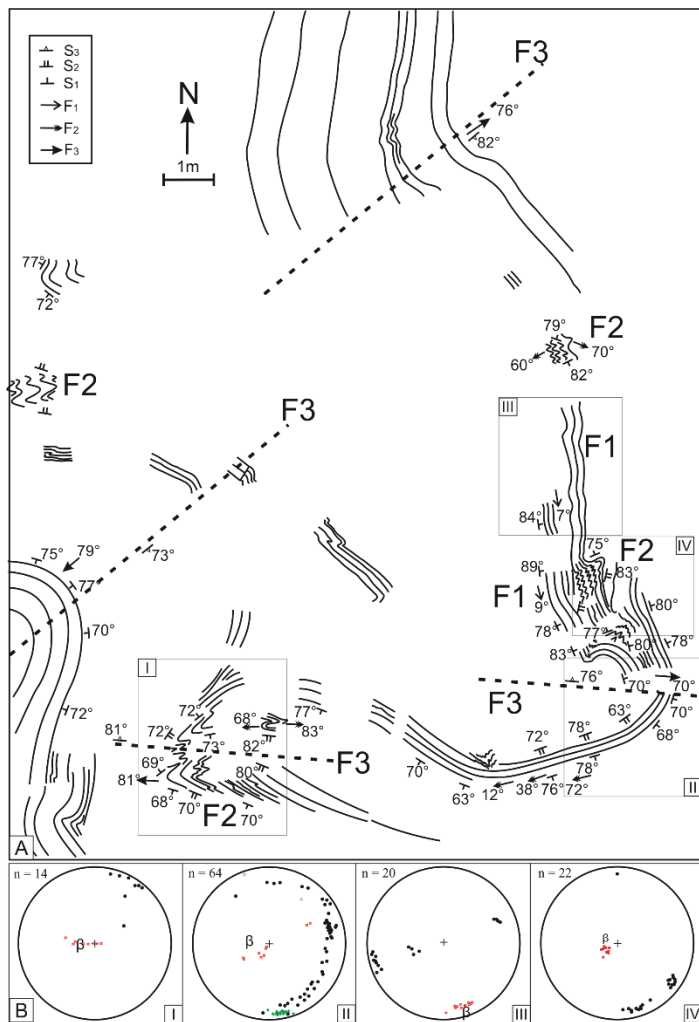 S3
S2
S1
F1
F2
F3
N
1m
F3
76°
82°
77°
72°
F2
79°
F2
60°
70°
82°
F3
III
F1
84°
7°
IV
75°
F2
83°
89°
F1
9°
78°
80°
77°
80°
78°
83°
75°
79°
73°
77°
70°
72°
I
72°
77°
68°
81°
72°
73°
82°
83°
F3
69°
81°
80°
68°
70°
F2
70°
F3
76°
70°
70°
70°
63°
68°
78°
72°
70°
63°
12°
38°
76°
72°
78°
II
A
n = 14
β
I
n = 64
β
II
n = 20
β
III
n = 22
β
IV
B